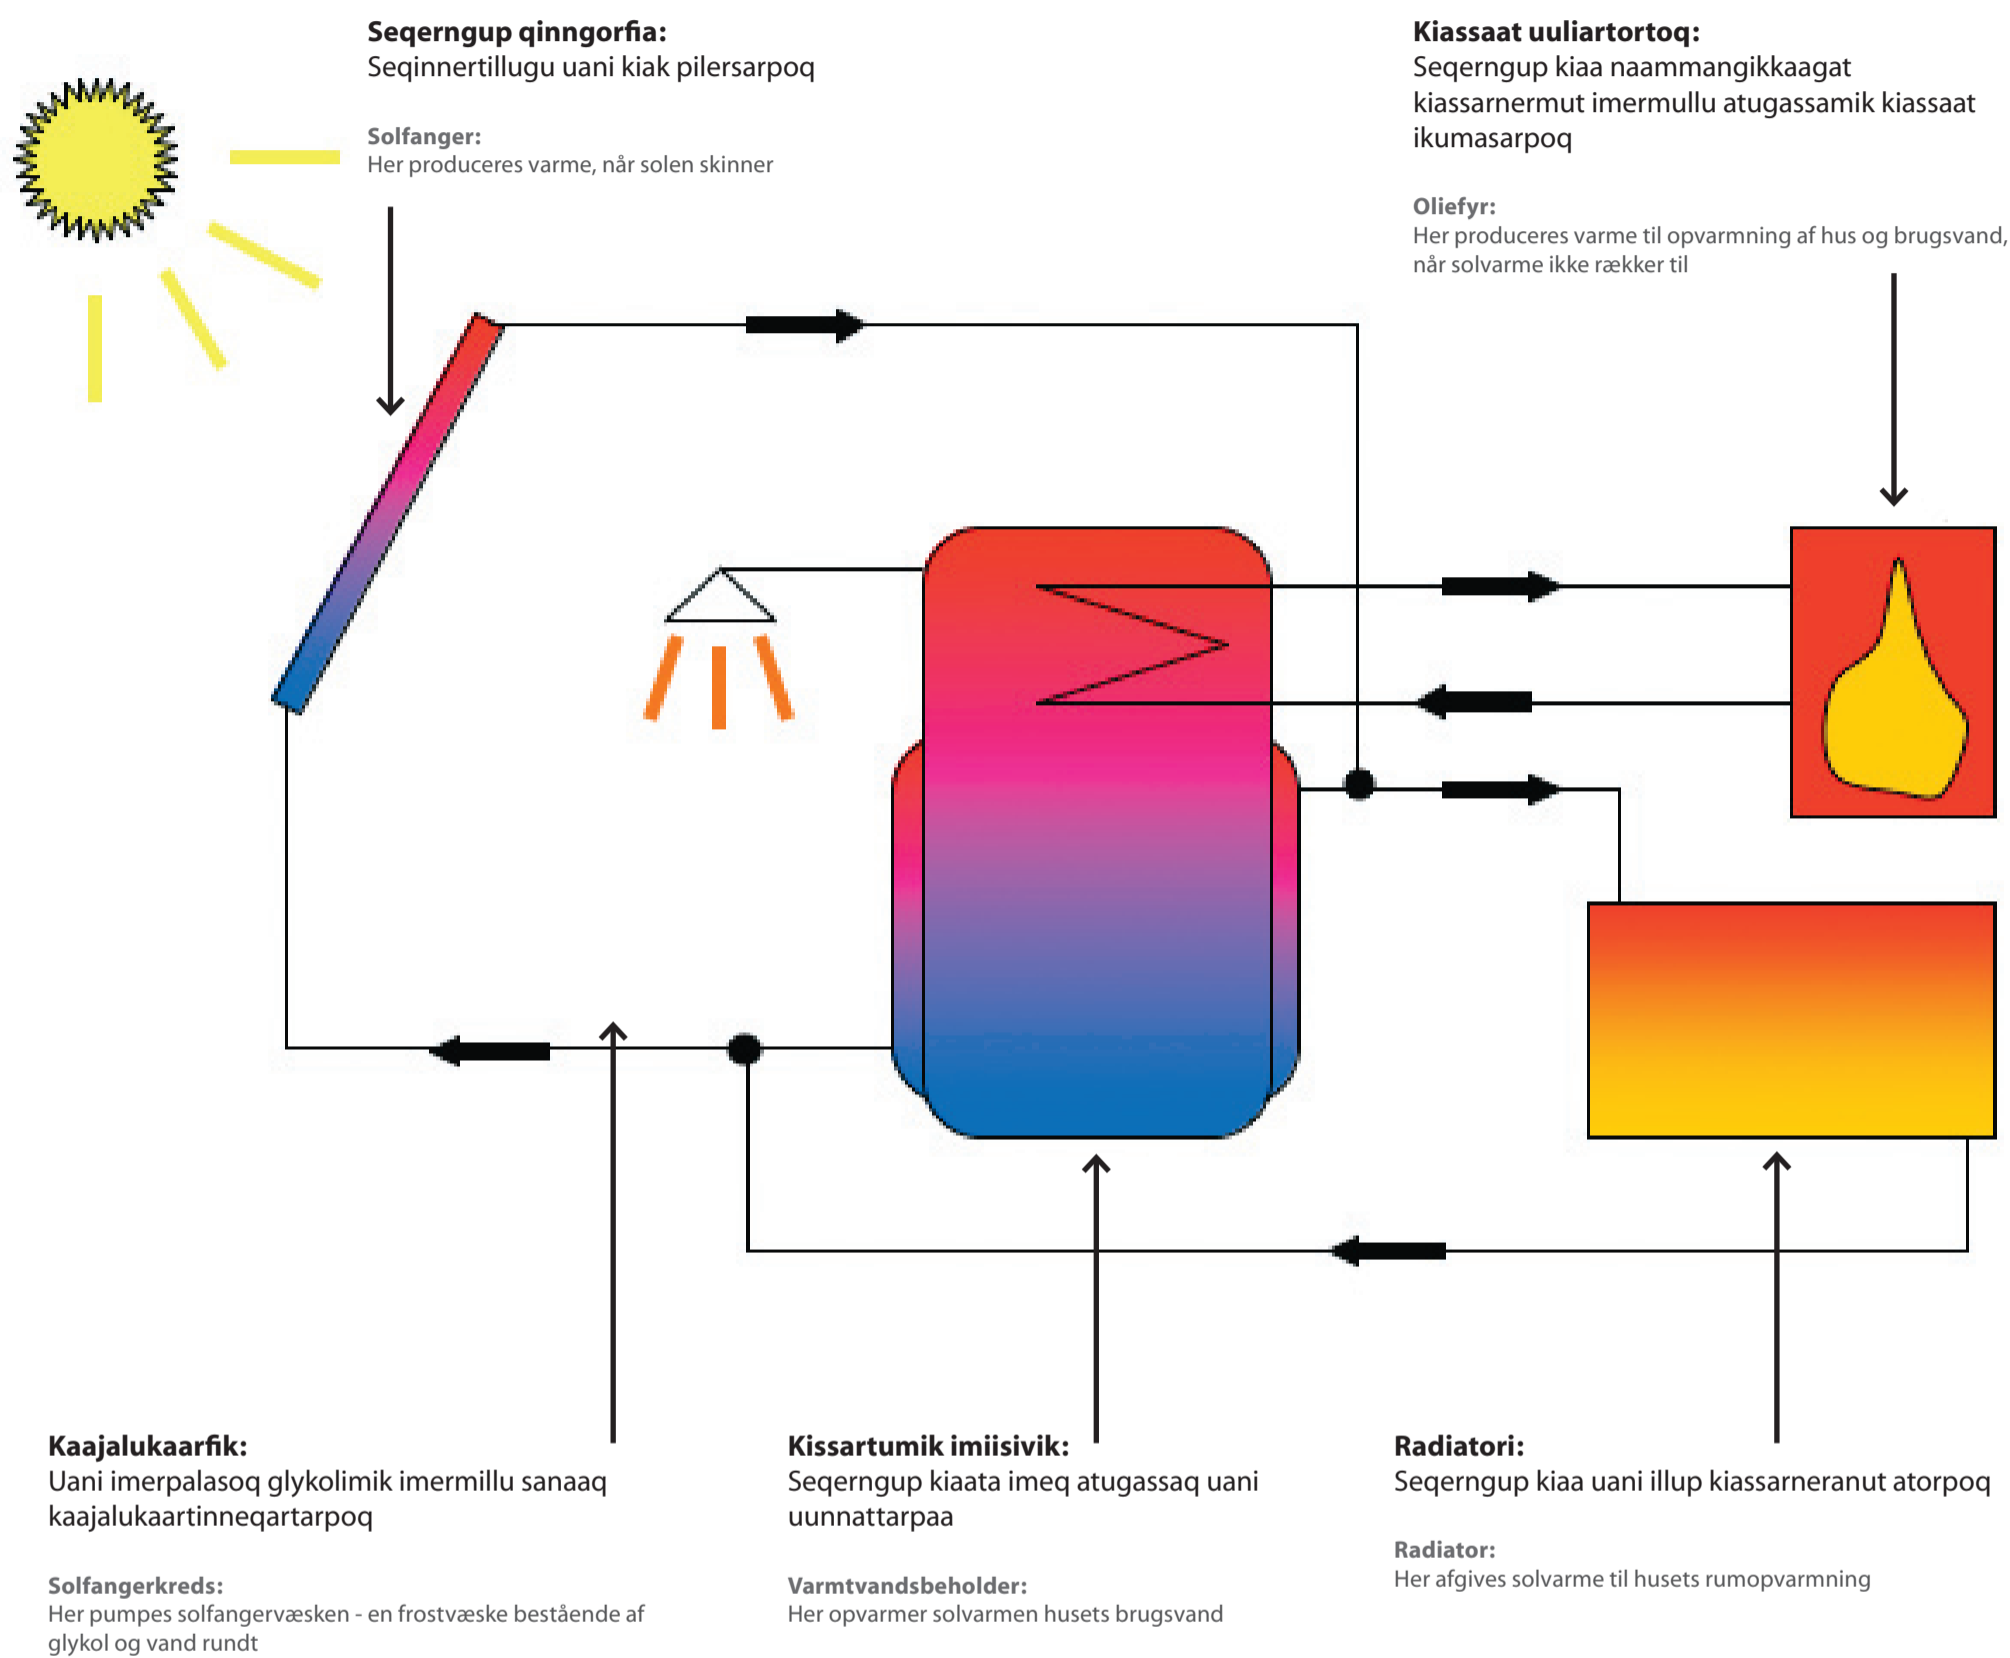 Seqerngup qinngorfia:
Seqinnertillugu uani kiak pilersarpoq
Solfanger:
Her produceres varme, når solen skinner
Kiassaat uuliartortoq:
Seqerngup kiaa naammangikkaagat
kiassarnermut imermullu atugassamik kiassaat
ikumasarpoq
Oliefyr:
Her produceres varme til opvarmning af hus og brugsvand,
når solvarme ikke rækker til
Kaajalukaarfik:
Uani imerpalasoq glykolimik imermillu sanaaq
kaajalukaartinneqartarpoq
Solfangerkreds:
Her pumpes solfangervæsken - en frostvæske bestående af
glykol og vand rundt
Kissartumik imiisivik:
Seqerngup kiaata imeq atugassaq uani
uunnattarpaa
Varmtvandsbeholder:
Her opvarmer solvarmen husets brugsvand
Radiatori:
Seqerngup kiaa uani illup kiassarneranut atorpoq
Radiator:
Her afgives solvarme til husets rumopvarmning